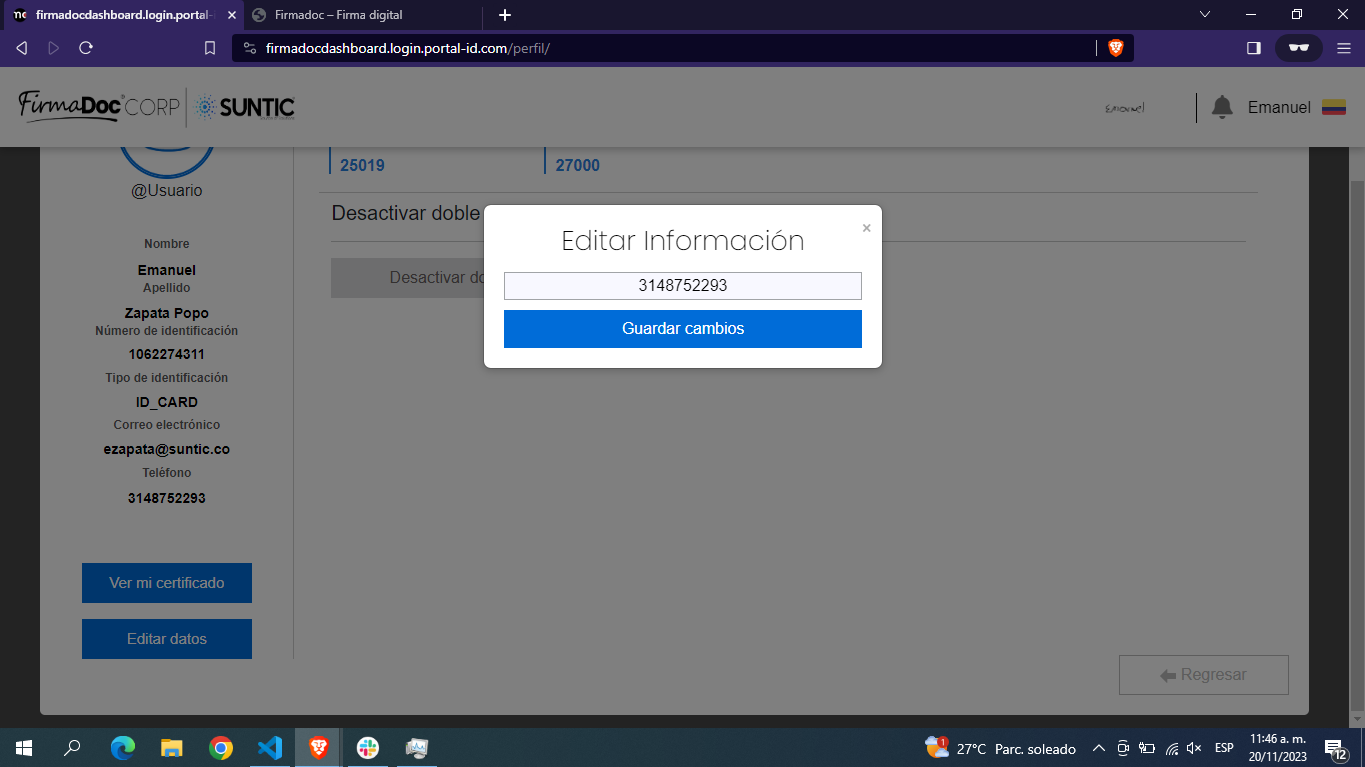 firmadocdashboard.login.portal-
Firmadoc – Firma digital
firmadocdashboard.login.portal-id.com/perfil/
FirmaDoc® CORP
SUNTIC
Emanuel
Emanuel
25019
27000
@Usuario
Desactivar doble
Desactivar do
Nombre
Emanuel
Apellido
Zapata Popo
Número de identificación
1062274311
Tipo de identificación
ID_CARD
Correo electrónico
ezapata@suntic.co
Teléfono
3148752293
Editar Información
×
3148752293
Guardar cambios
Ver mi certificado
Editar datos
Regresar
1
27°C Parc. soleado
ESP
11:46 a. m.
20/11/2023
12